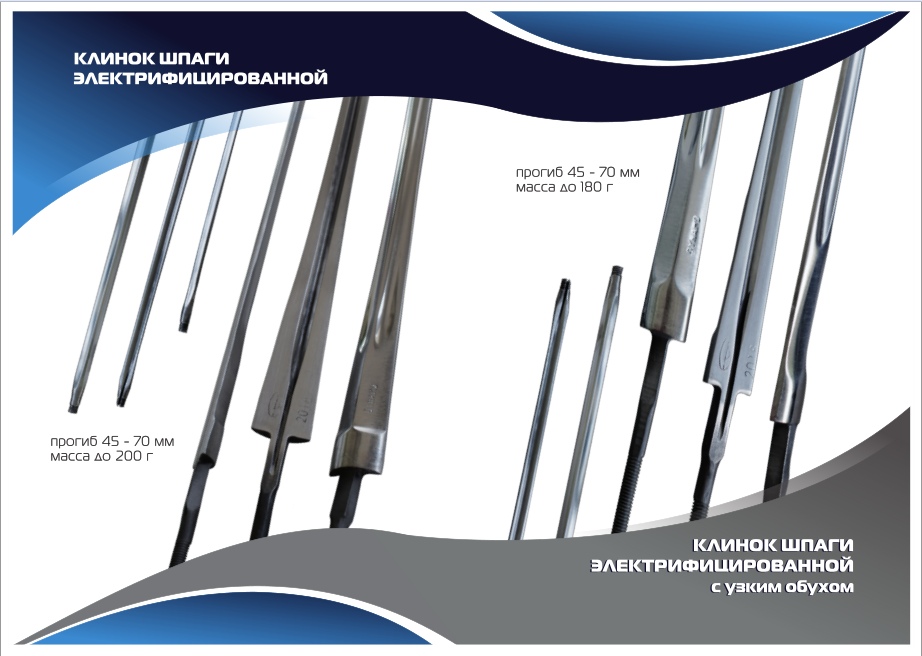 КЛИНОК ШПАГИ
ЭЛЕКТРИФИЦИРОВАННОЙ
прогиб 45 - 70 мм
масса до 180 г
прогиб 45 - 70 мм
масса до 200 г
КЛИНОК ШПАГИ
ЭЛЕКТРИФИЦИРОВАННОЙ
с узким обухом